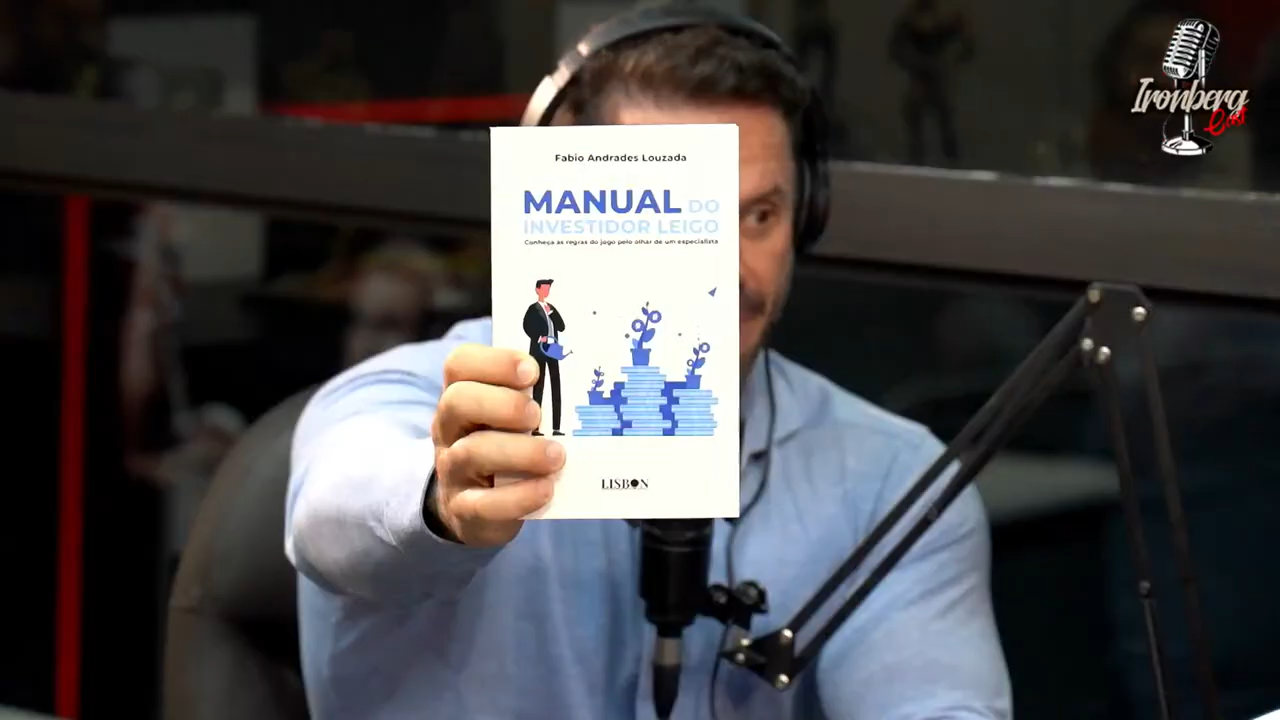 Fabio Andrades Louzada
MANUAL DO
INVESTIDOR LEIGO
Conheça as regras do jogo pelo olhar de um especialista
LISBON
Ironberg
Cast